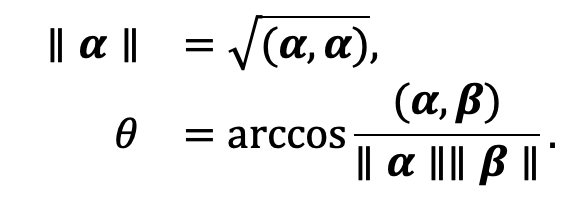 ‖ α ‖ = √(α, α),
θ = arccos (α, β) / ‖ α ‖‖ β ‖ .